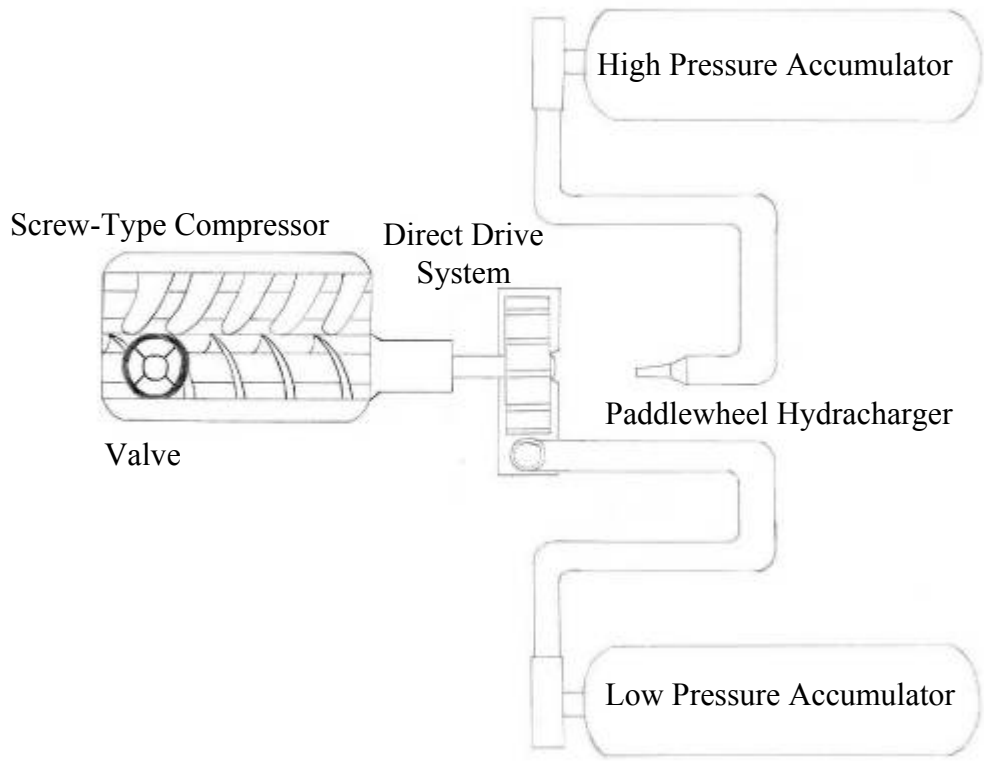 High Pressure Accumulator
Screw-Type Compressor
Direct Drive
System
Paddlewheel Hydracharger
Valve
Low Pressure Accumulator